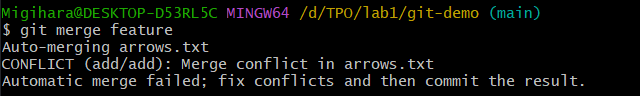 Migihara@DESKTOP-D53RL5C MINGW64 /d/TPO/lab1/git-demo (main)
$ git merge feature
Auto-merging arrows.txt
CONFLICT (add/add): Merge conflict in arrows.txt
Automatic merge failed; fix conflicts and then commit the result.